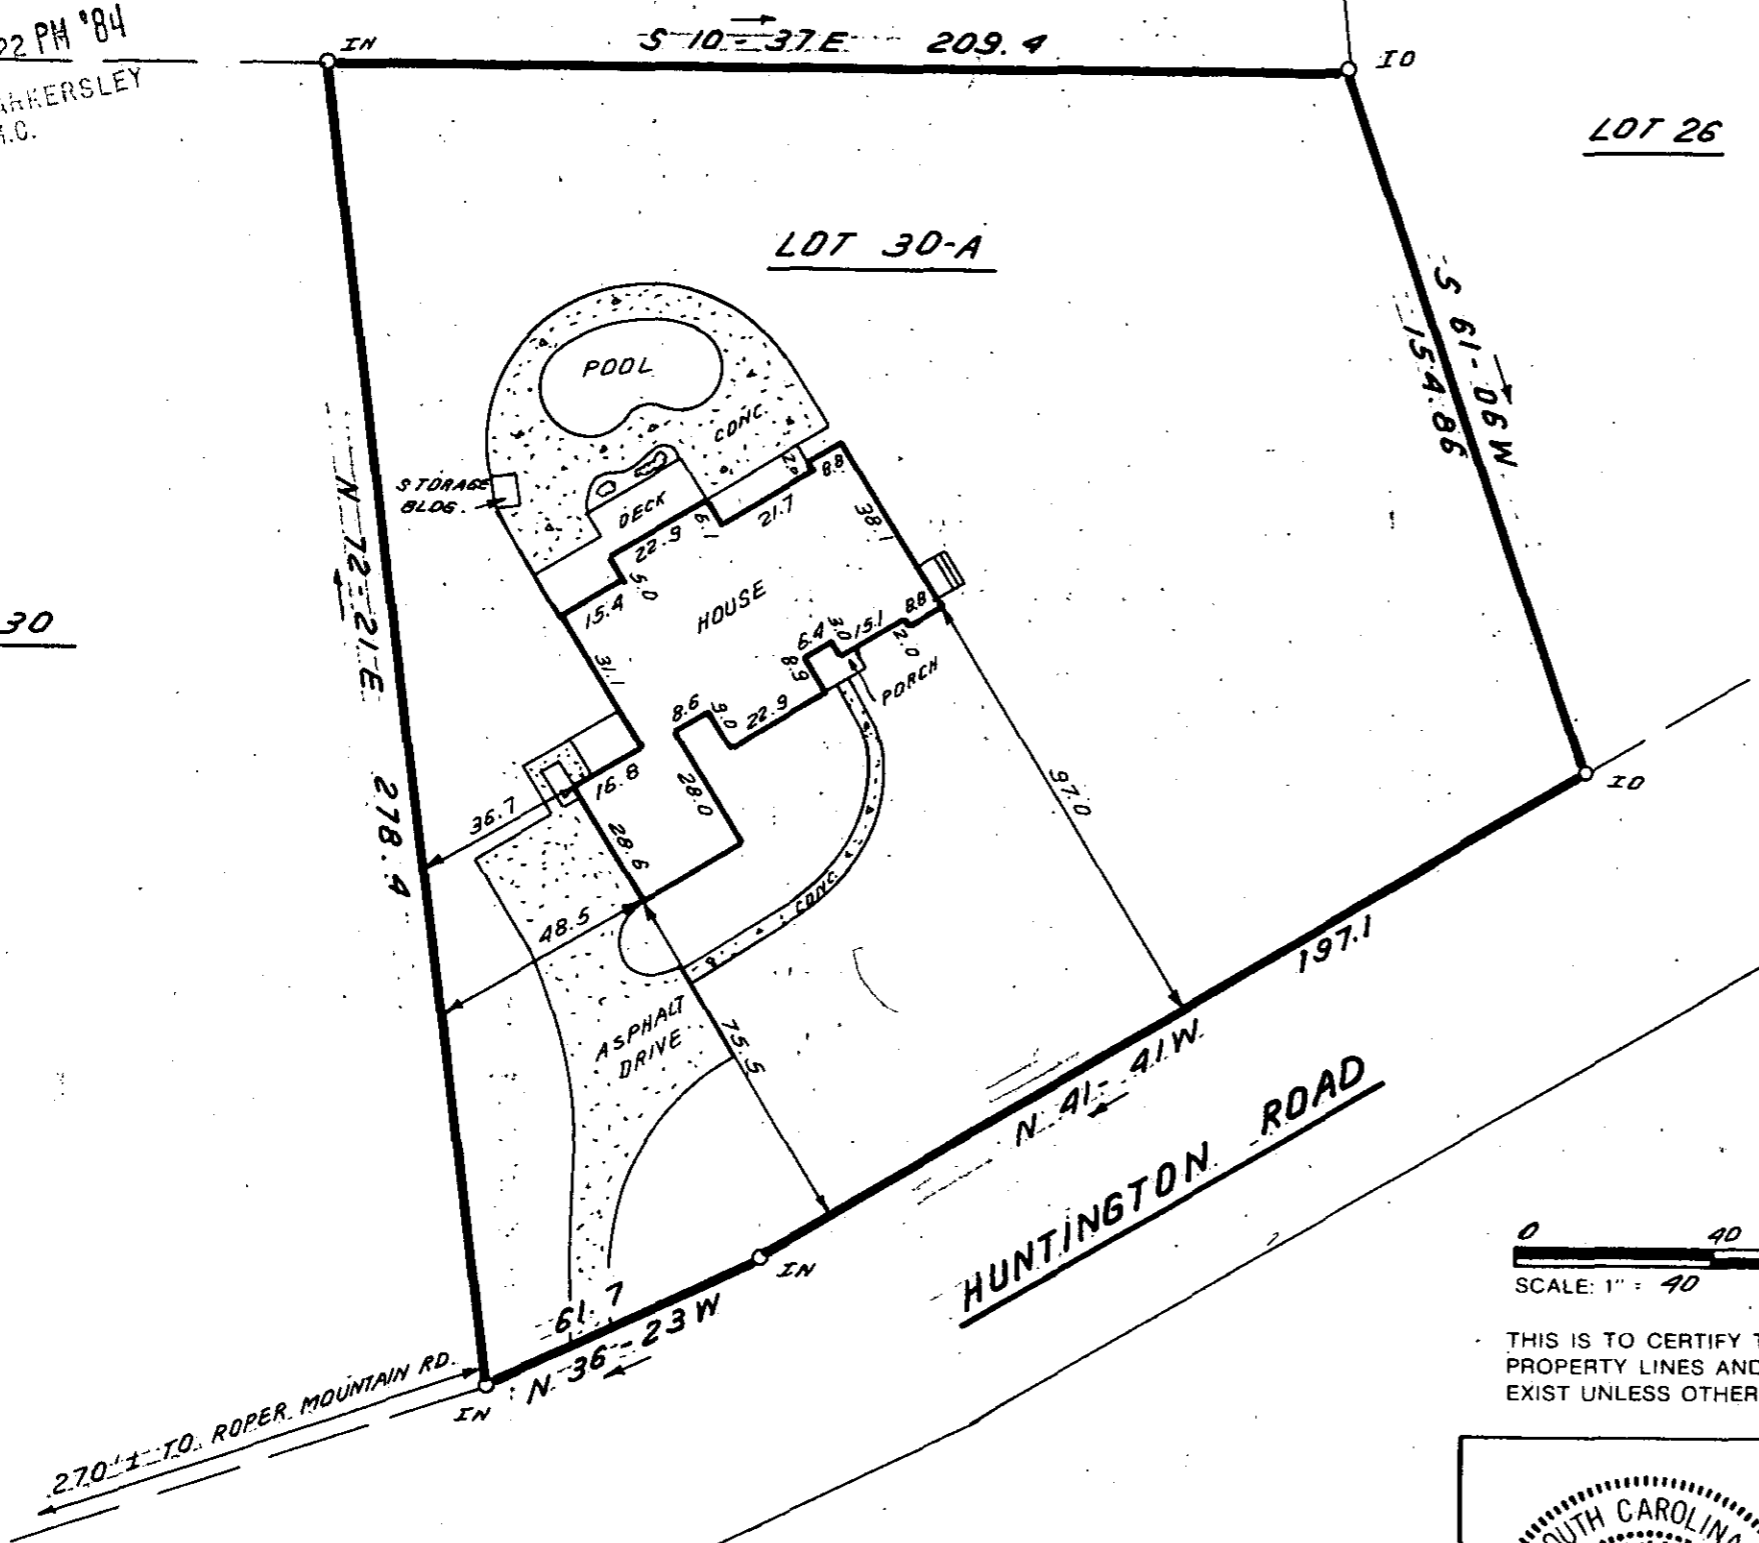 22 PM '84
ANKERSLEY
M.C.
IN
S 10-37 E 209.4
IO
LOT 26
LOT 30-A
S 61-06 W
154.86
POOL
CONC.
STORAGE
BLDG.
DECK
8.8
21.7
6.1
22.9
5.0
15.4
38.1
HOUSE
N 72-21 E
278.4
30
31.1
6.4
3.0
15.1
8.8
2.0
8.9
PORCH
22.9
9.0
8.6
28.0
16.8
28.6
36.7
48.5
97.0
CONC.
IO
197.1
ASPHALT
DRIVE
75.5
N 41-41 W.
HUNTINGTON ROAD
IN
61.7
N 36-23 W
IN
270'± TO ROPER MOUNTAIN RD.
0 40
SCALE: 1" = 40
THIS IS TO CERTIFY T
PROPERTY LINES AND
EXIST UNLESS OTHER
OUTH CAROLINA